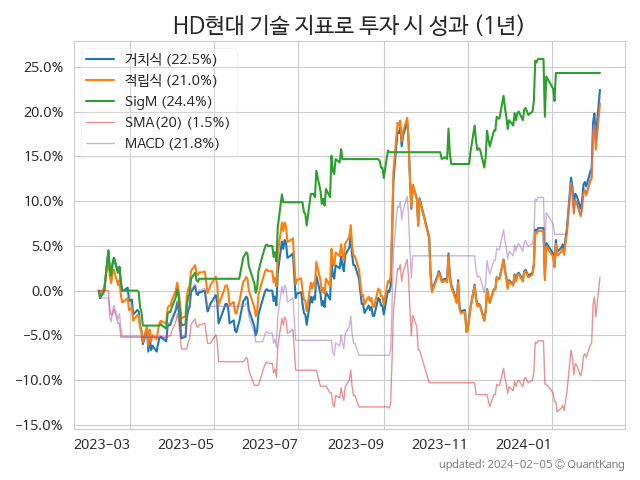 HD현대 기술 지표로 투자 시 성과 (1년)
거치식 (22.5%)
적립식 (21.0%)
SigM (24.4%)
SMA(20) (1.5%)
MACD (21.8%)
25.0%
20.0%
15.0%
10.0%
5.0%
0.0%
−5.0%
−10.0%
−15.0%
2023-03 2023-05 2023-07 2023-09 2023-11 2024-01
updated: 2024-02-05 ⓒ QuantKang